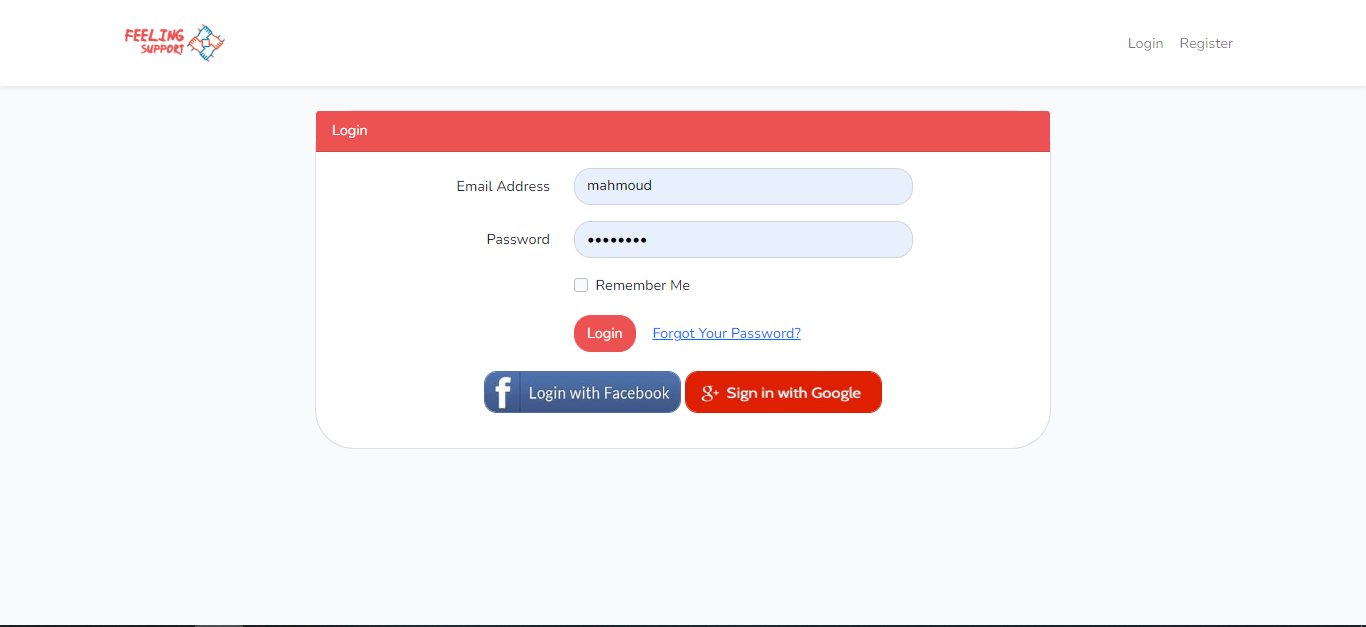 FEELING
SUPPORT
Login Register
Login
Email Address mahmoud
Password ••••••••
Remember Me
Login Forgot Your Password?
f Login with Facebook g+ Sign in with Google